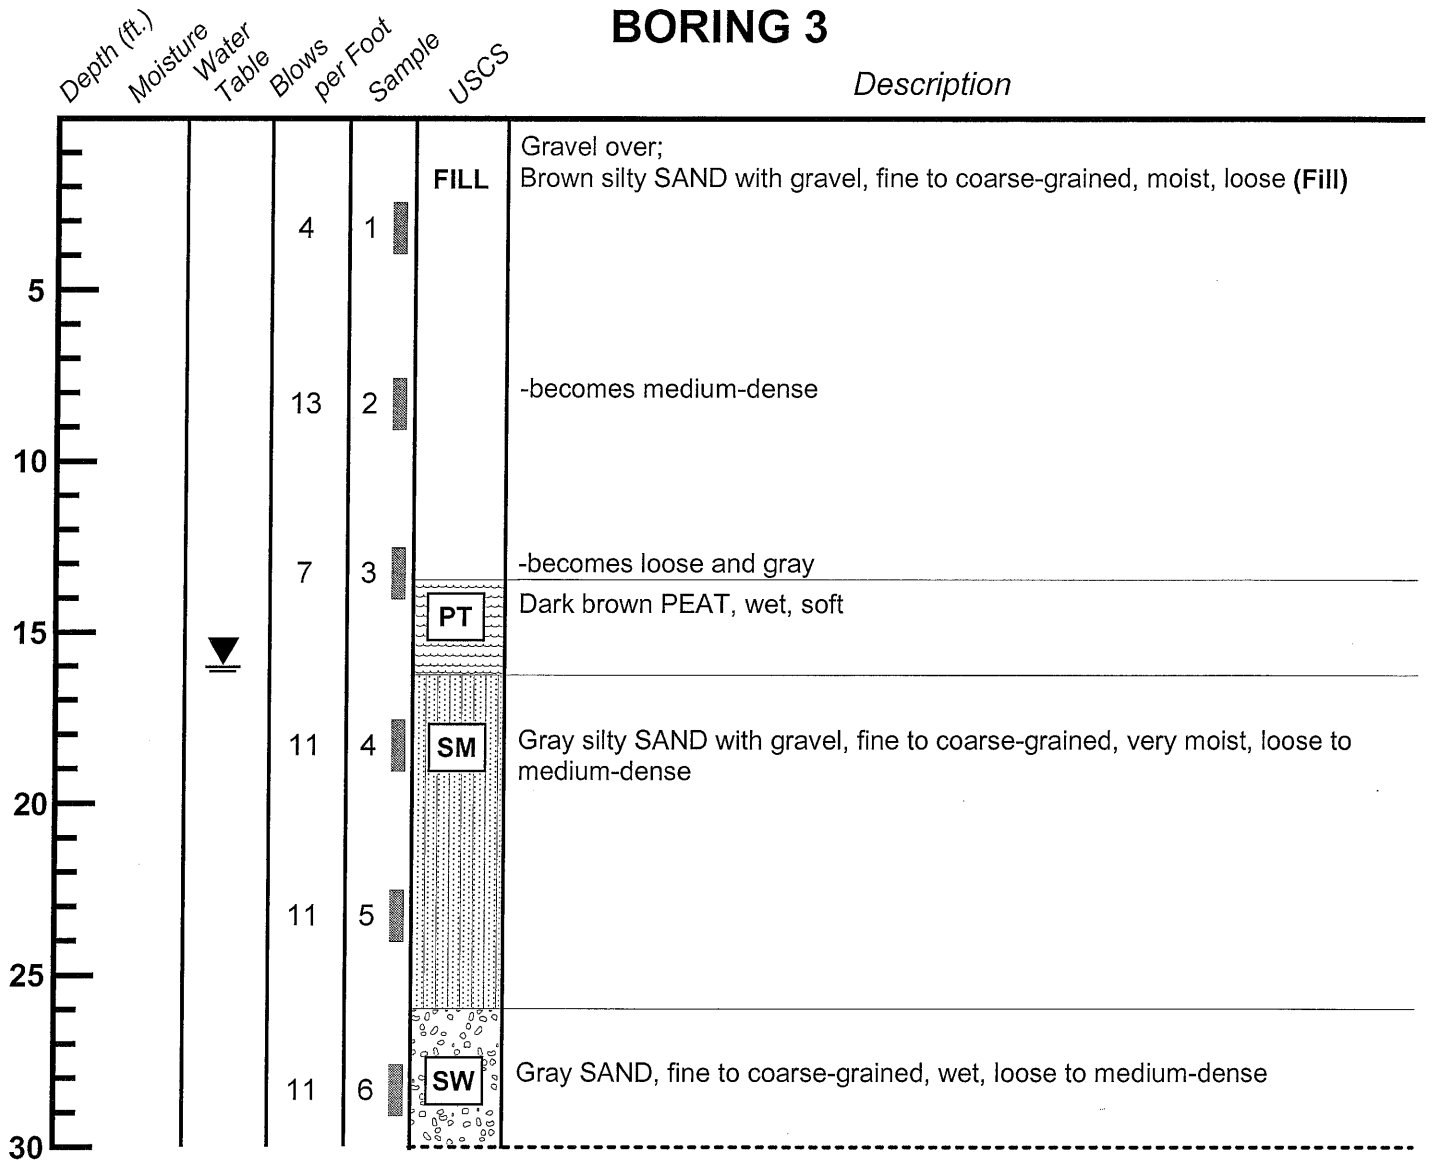 BORING 3
Depth (ft.)
Moisture
Water
Table
Blows
per Foot
Sample
USCS
Description
Gravel over;
FILL
Brown silty SAND with gravel, fine to coarse-grained, moist, loose (Fill)
4 1
5
13 2
-becomes medium-dense
10
7 3
-becomes loose and gray
PT
Dark brown PEAT, wet, soft
15
11 4
SM
Gray silty SAND with gravel, fine to coarse-grained, very moist, loose to
medium-dense
20
11 5
25
11 6
SW
Gray SAND, fine to coarse-grained, wet, loose to medium-dense
30